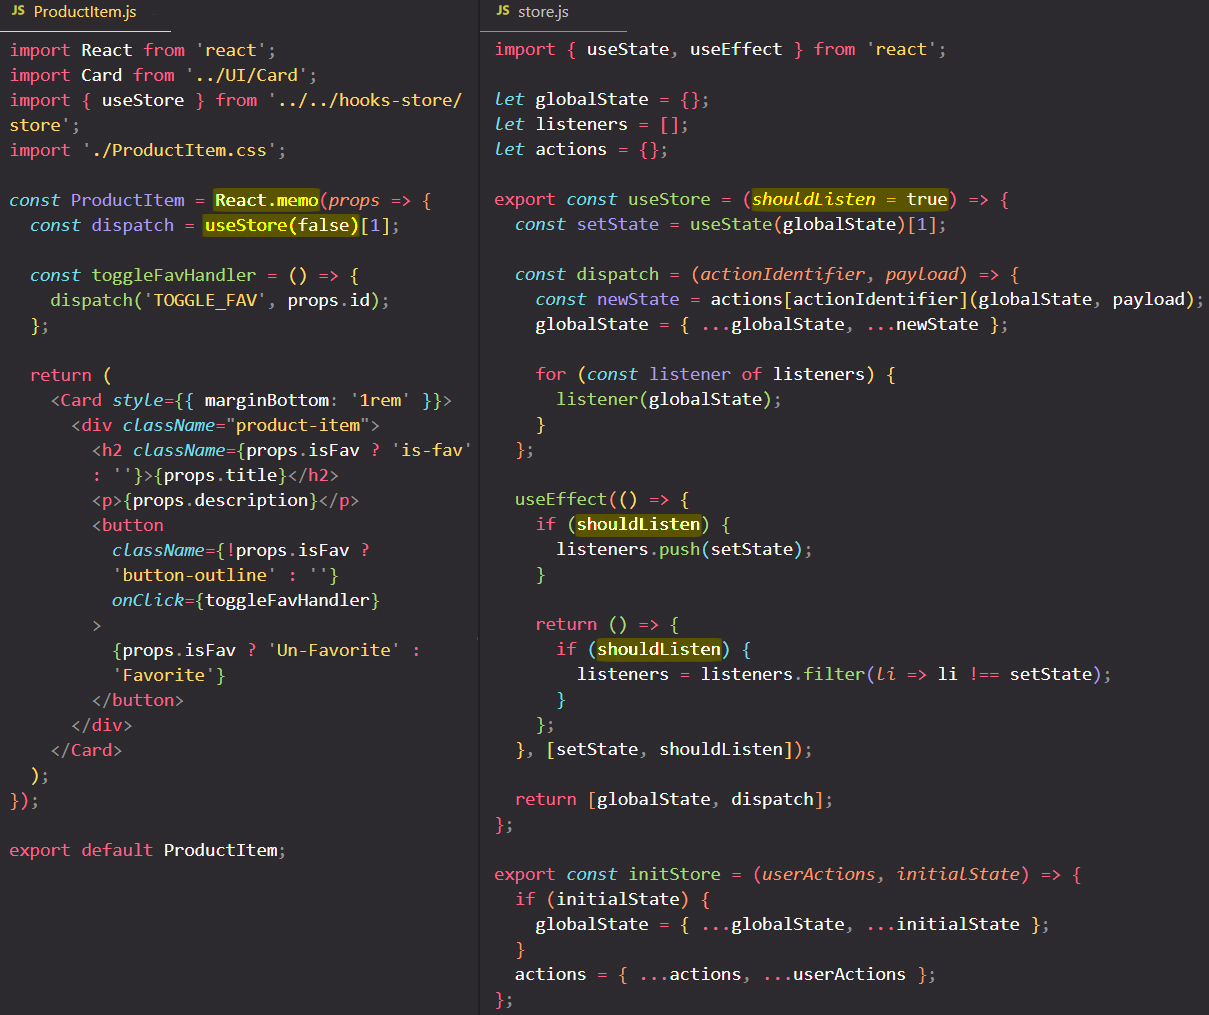 JS ProductItem.js
import React from 'react';
import Card from '../UI/Card';
import { useStore } from '../../hooks-store/
store';
import './ProductItem.css';
const ProductItem = React.memo(props => {
const dispatch = useStore(false)[1];
const toggleFavHandler = () => {
dispatch('TOGGLE_FAV', props.id);
};
return (
<Card style={{ marginBottom: '1rem' }}>
<div className="product-item">
<h2 className={props.isFav ? 'is-fav'
: ''}>{props.title}</h2>
<p>{props.description}</p>
<button
className={!props.isFav ?
'button-outline' : ''}
onClick={toggleFavHandler}
>
{props.isFav ? 'Un-Favorite' :
'Favorite'}
</button>
</div>
</Card>
);
});
export default ProductItem;
JS store.js
import { useState, useEffect } from 'react';
let globalState = {};
let listeners = [];
let actions = {};
export const useStore = (shouldListen = true) => {
const setState = useState(globalState)[1];
const dispatch = (actionIdentifier, payload) => {
const newState = actions[actionIdentifier](globalState, payload);
globalState = { ...globalState, ...newState };
for (const listener of listeners) {
listener(globalState);
}
};
useEffect(() => {
if (shouldListen) {
listeners.push(setState);
}
return () => {
if (shouldListen) {
listeners = listeners.filter(li => li !== setState);
}
};
}, [setState, shouldListen]);
return [globalState, dispatch];
};
export const initStore = (userActions, initialState) => {
if (initialState) {
globalState = { ...globalState, ...initialState };
}
actions = { ...actions, ...userActions };
};